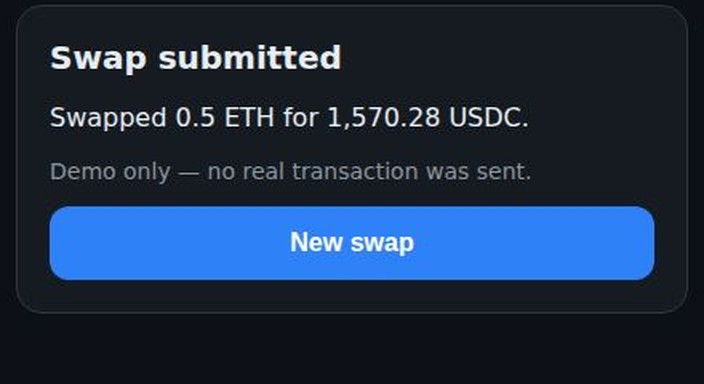 Swap submitted
Swapped 0.5 ETH for 1,570.28 USDC.
Demo only — no real transaction was sent.
New swap